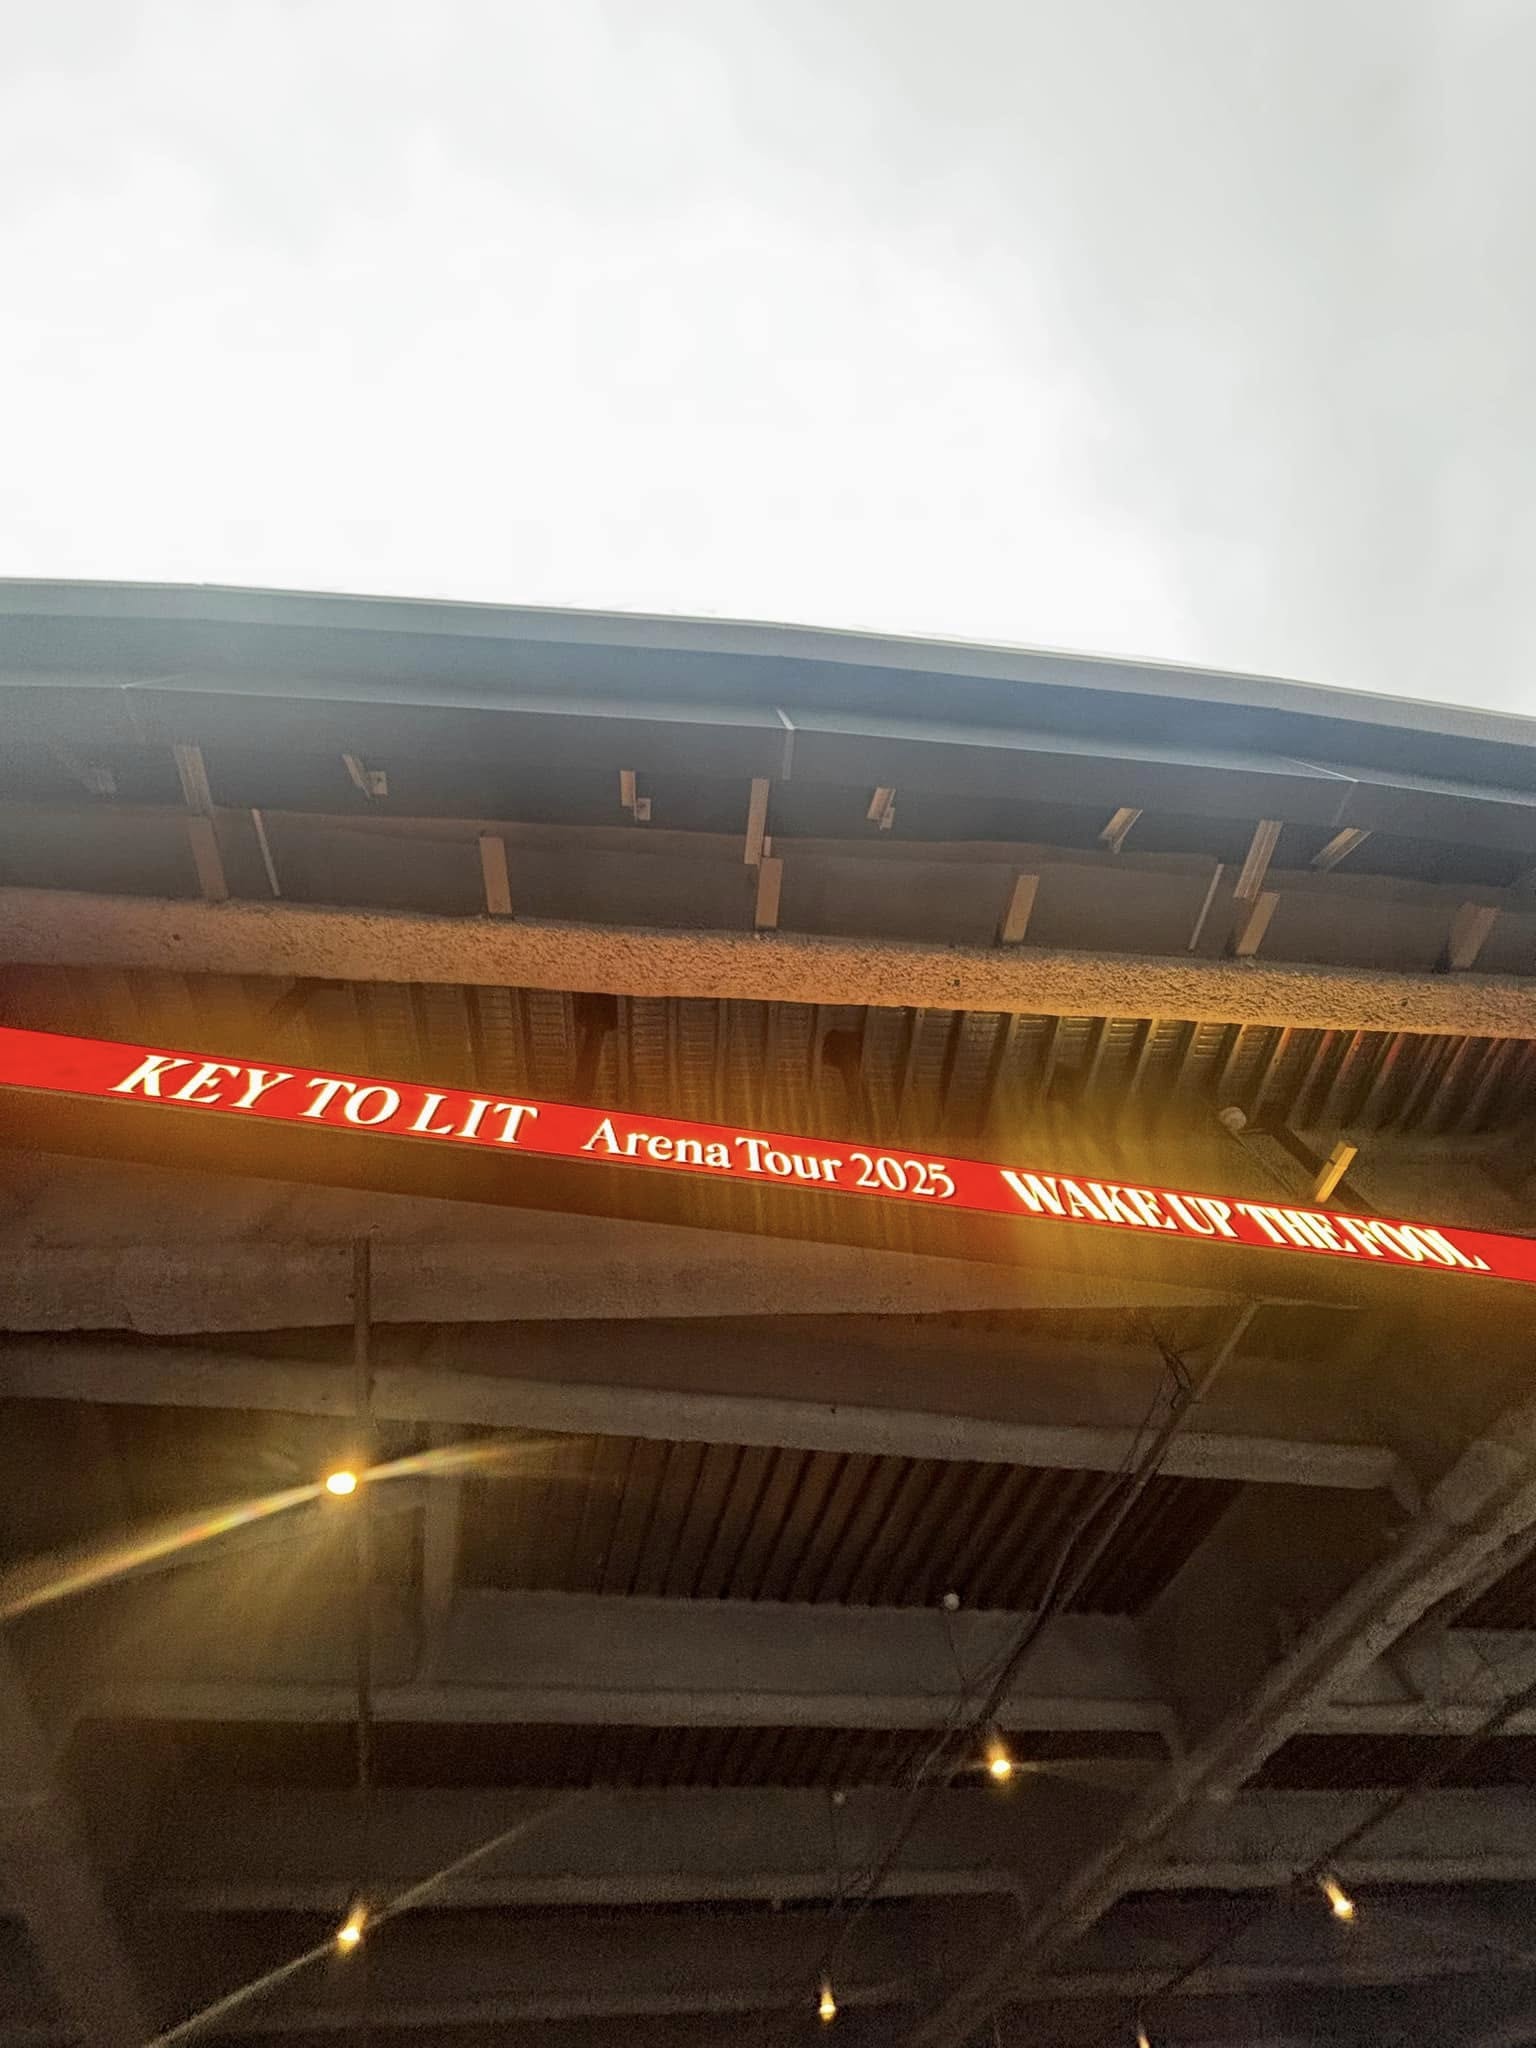 KEY TO LIT Arena Tour 2025 WAKE UP THE FOOL